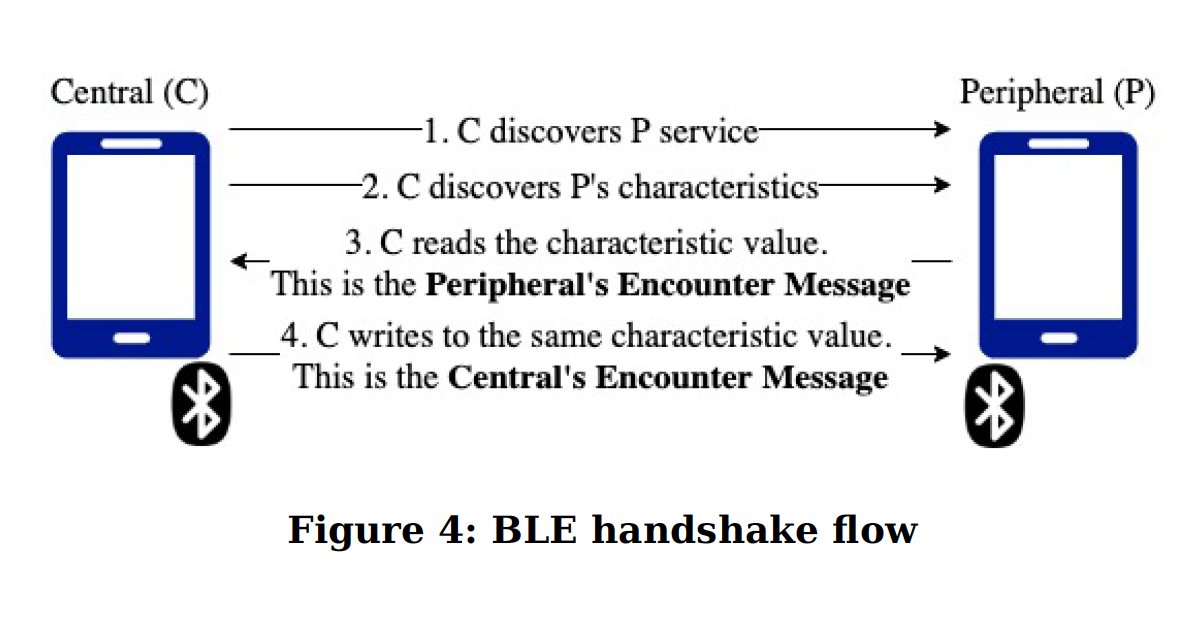 Central (C)
Peripheral (P)
1. C discovers P service
2. C discovers P's characteristics
3. C reads the characteristic value.
This is the Peripheral's Encounter Message
4. C writes to the same characteristic value.
This is the Central's Encounter Message
Figure 4: BLE handshake flow